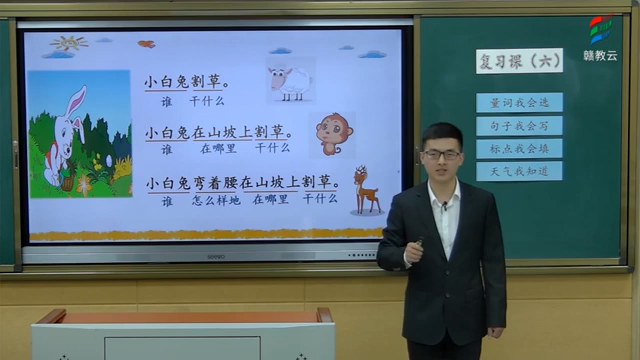 小白兔割草。
谁 干什么
小白兔在山坡上割草。
谁 在哪里 干什么
小白兔弯着腰在山坡上割草。
谁 怎么样地 在哪里 干什么
复习课（六）
量词我会选
句子我会写
标点我会填
天气我知道
赣教云